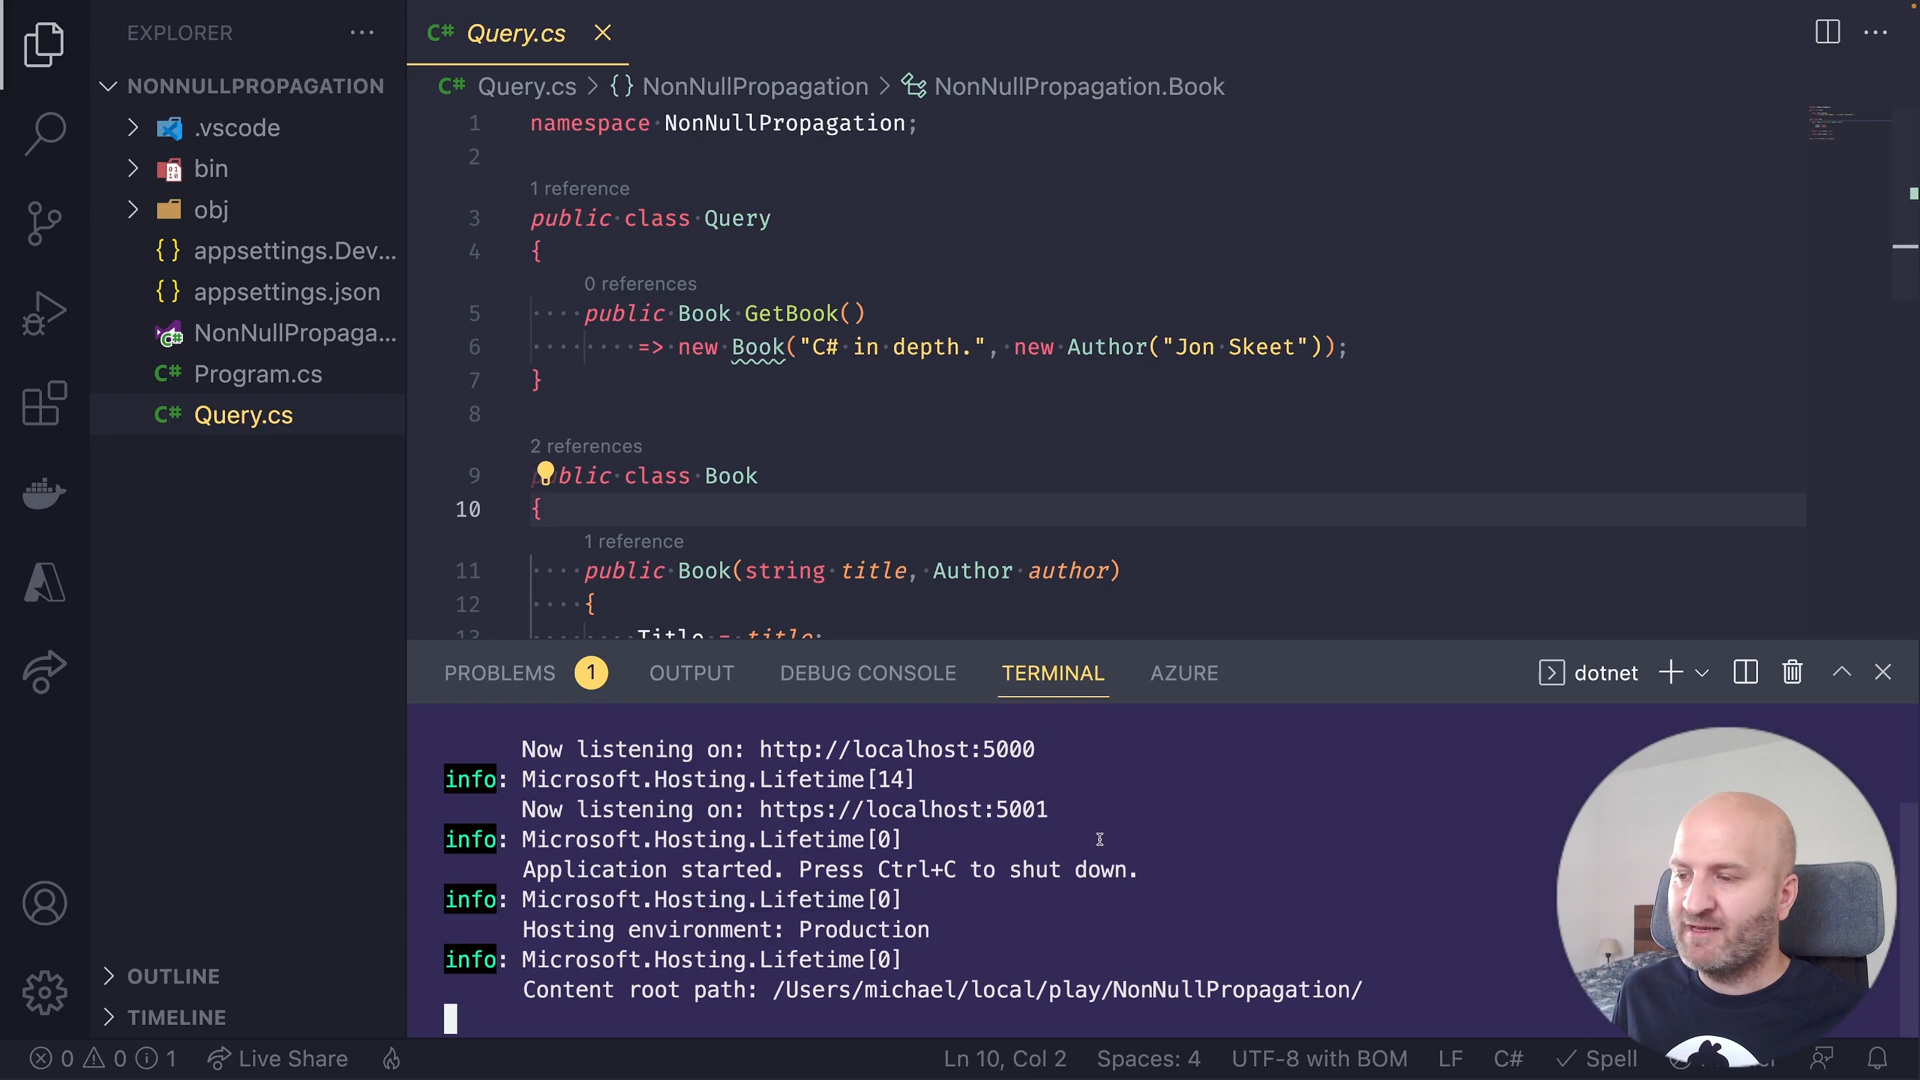 EXPLORER
NONNULLPROPAGATION
.vscode
bin
obj
appsettings.Dev...
appsettings.json
NonNullPropaga...
Program.cs
Query.cs
OUTLINE
TIMELINE
C# Query.cs
C# Query.cs > {} NonNullPropagation > NonNullPropagation.Book
1 namespace NonNullPropagation;
2
1 reference
3 public class Query
4 {
0 references
5 public Book GetBook()
6 => new Book("C# in depth.", new Author("Jon Skeet"));
7 }
8
2 references
9 public class Book
10 {
1 reference
11 public Book(string title, Author author)
12 {
13 Title = title;
PROBLEMS 1 OUTPUT DEBUG CONSOLE TERMINAL AZURE dotnet
Now listening on: http://localhost:5000
info: Microsoft.Hosting.Lifetime[14]
Now listening on: https://localhost:5001
info: Microsoft.Hosting.Lifetime[0]
Application started. Press Ctrl+C to shut down.
info: Microsoft.Hosting.Lifetime[0]
Hosting environment: Production
info: Microsoft.Hosting.Lifetime[0]
Content root path: /Users/michael/local/play/NonNullPropagation/
0 0 1 Live Share Ln 10, Col 2 Spaces: 4 UTF-8 with BOM LF C# Spell